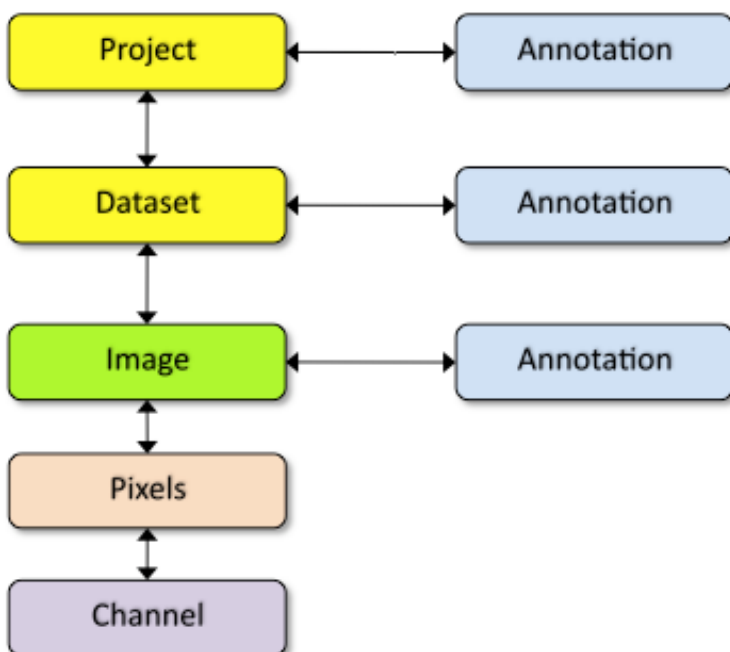 Project
Annotation
Dataset
Annotation
Image
Annotation
Pixels
Channel